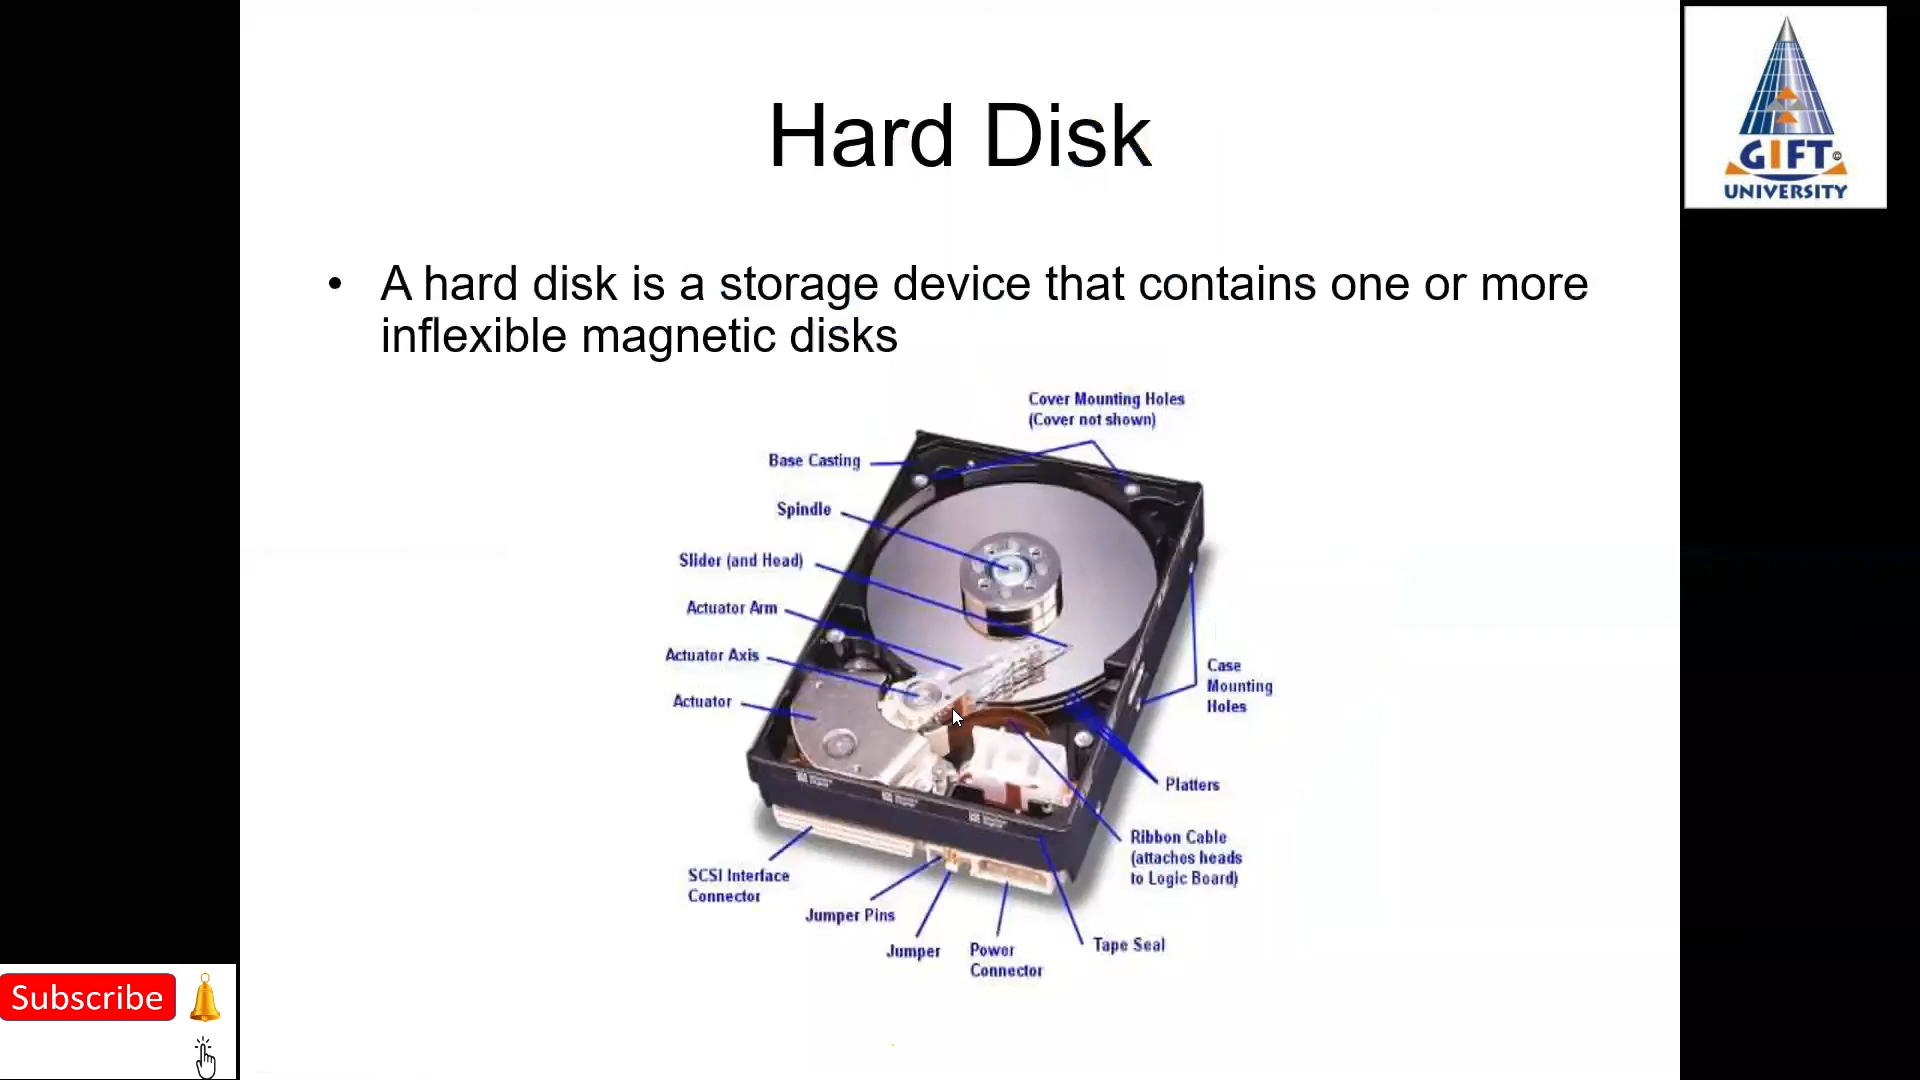 Hard Disk
GIFT
UNIVERSITY
• A hard disk is a storage device that contains one or more
inflexible magnetic disks
Cover Mounting Holes
(Cover not shown)
Base Casting
Spindle
Slider (and Head)
Actuator Arm
Actuator Axis
Actuator
Case
Mounting
Holes
Platters
Ribbon Cable
(attaches heads
to Logic Board)
SCSI Interface
Connector
Jumper Pins
Jumper
Power
Connector
Tape Seal
Subscribe